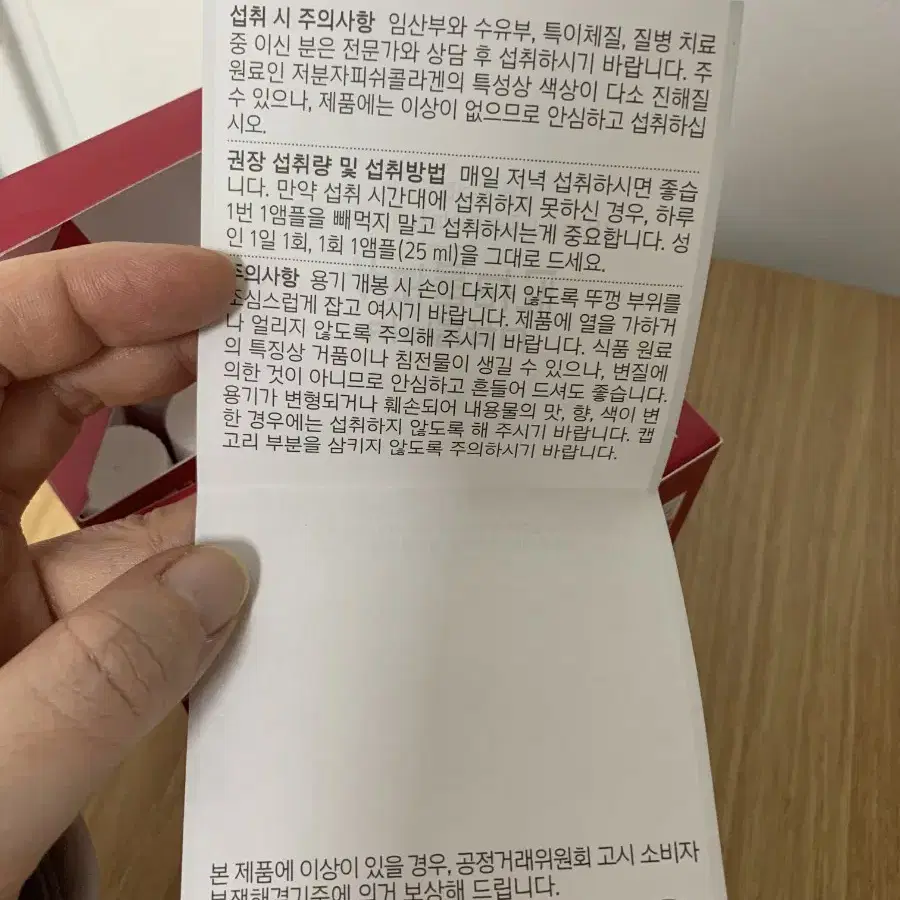 섭취 시 주의사항 임산부와 수유부, 특이체질, 질병 치료
중 이신 분은 전문가와 상담 후 섭취하시기 바랍니다. 주
원료인 저분자피쉬콜라겐의 특성상 색상이 다소 진해질
수 있으나, 제품에는 이상이 없으므로 안심하고 섭취하십
시오.
권장 섭취량 및 섭취방법 매일 저녁 섭취하시면 좋습
니다. 만약 섭취 시간대에 섭취하지 못하신 경우, 하루
1번 1앰플을 빼먹지 말고 섭취하시는게 중요합니다. 성
인 1일 1회, 1회 1앰플(25 ml)을 그대로 드세요.
주의사항 용기 개봉 시 손이 다치지 않도록 뚜껑 부위를
조심스럽게 잡고 여시기 바랍니다. 제품에 열을 가하거
나 얼리지 않도록 주의해 주시기 바랍니다. 식품 원료
의 특징상 거품이나 침전물이 생길 수 있으나, 변질에
의한 것이 아니므로 안심하고 흔들어 드셔도 좋습니다.
용기가 변형되거나 훼손되어 내용물의 맛, 향, 색이 변
한 경우에는 섭취하지 않도록 해 주시기 바랍니다. 캡
고리 부분을 삼키지 않도록 주의하시기 바랍니다.
본 제품에 이상이 있을 경우, 공정거래위원회 고시 소비자
분쟁해결기준에 의거 보상해 드립니다.